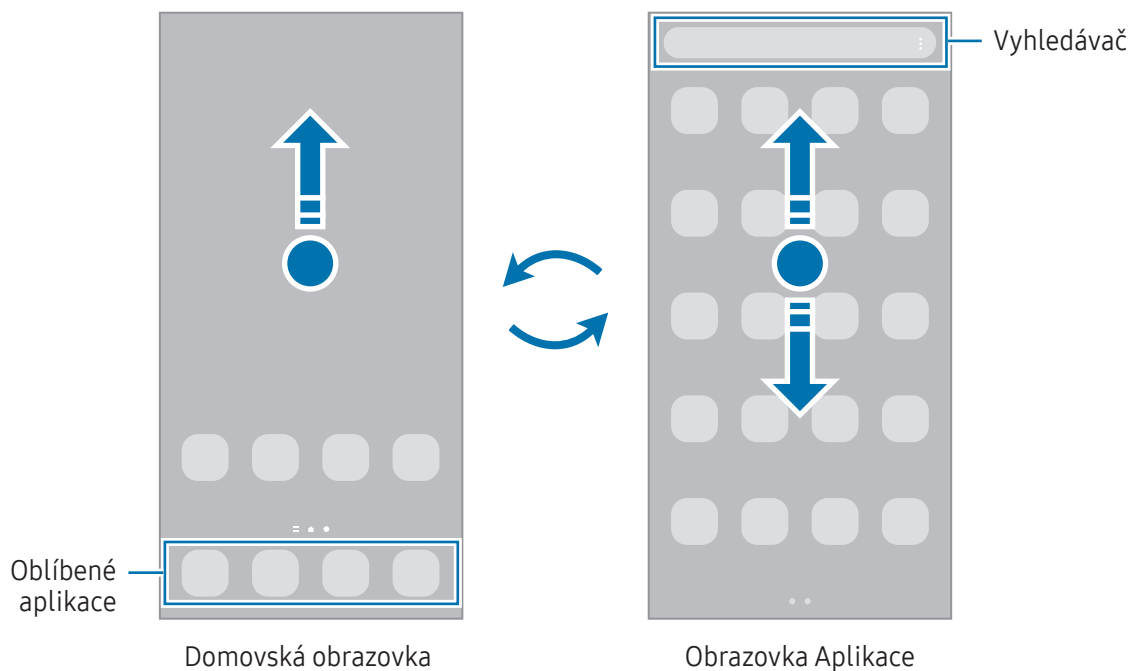 Vyhledávač
Oblíbené
aplikace
Domovská obrazovka
Obrazovka Aplikace